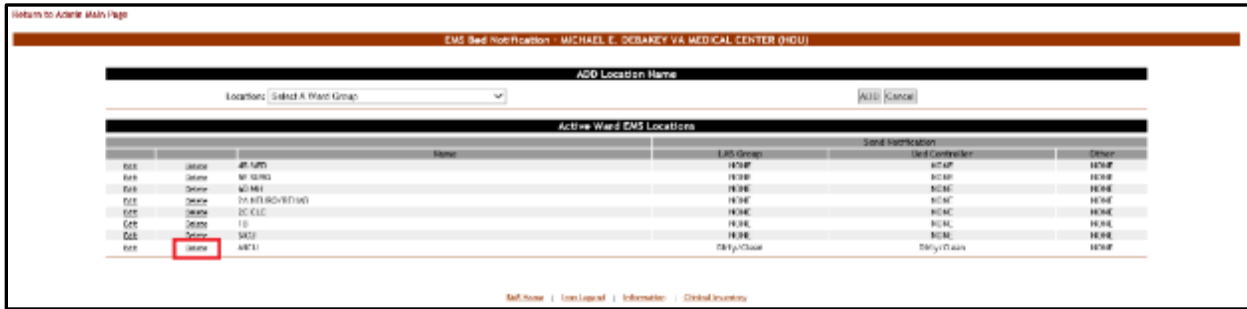 Return to Admin Main Page
EMS Bed Notification - MICHAEL E. DEBAKEY VA MEDICAL CENTER (HOU)
ADD Location Name
Location: Select A Ward Group ADD Cancel
Active Ward EMS Locations
Send Notification
Name EMS Group Bed Controller Other
Edit Delete NONE NONE NONE
Edit Delete NONE NONE NONE
Edit Delete NONE NONE NONE
Edit Delete NONE NONE NONE
Edit Delete 2C CLC NONE NONE NONE
Edit Delete NONE NONE NONE
Edit Delete NONE NONE NONE
Edit Delete Dirty/Clean Dirty/Clean NONE
EMS Home | Icon Legend | Information | Clinical Inventory